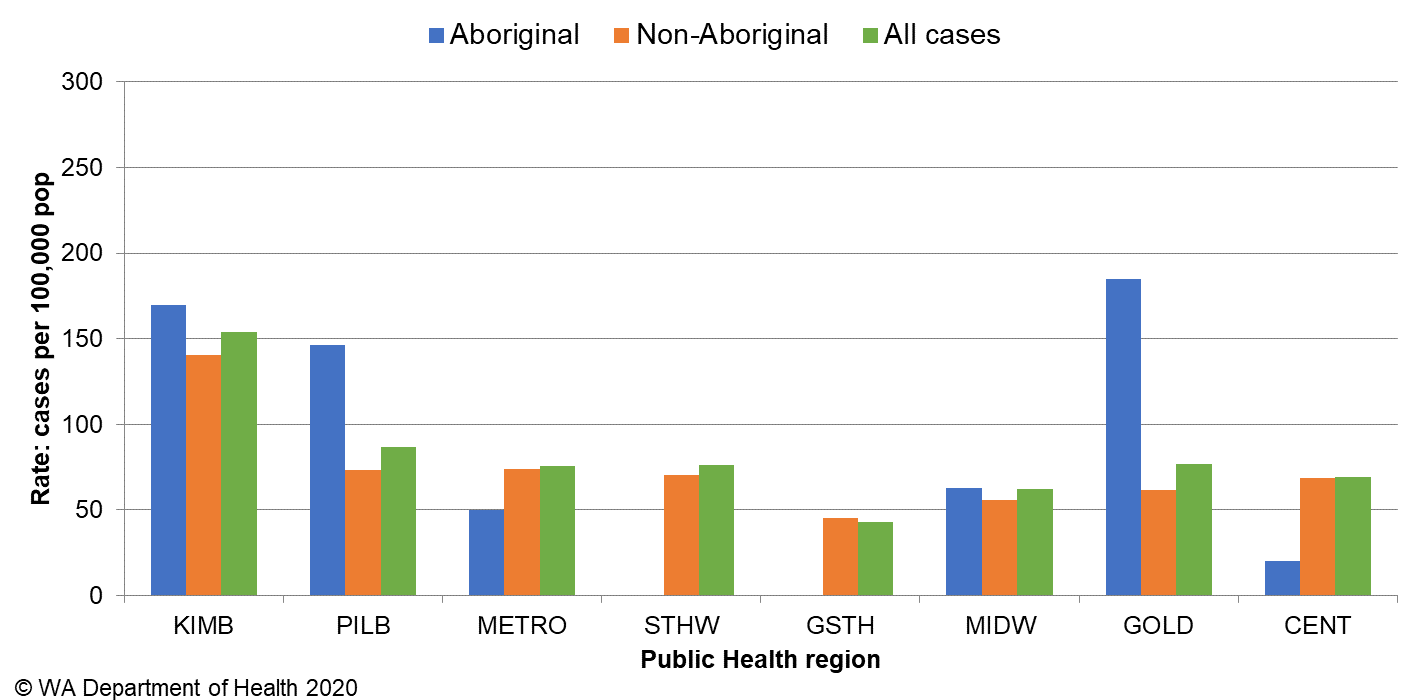 Aboriginal Non-Aboriginal All cases
300
250
200
150
100
50
0
Rate: cases per 100,000 pop
KIMB PILB METRO STHW GSTH MIDW GOLD CENT
Public Health region
© WA Department of Health 2020